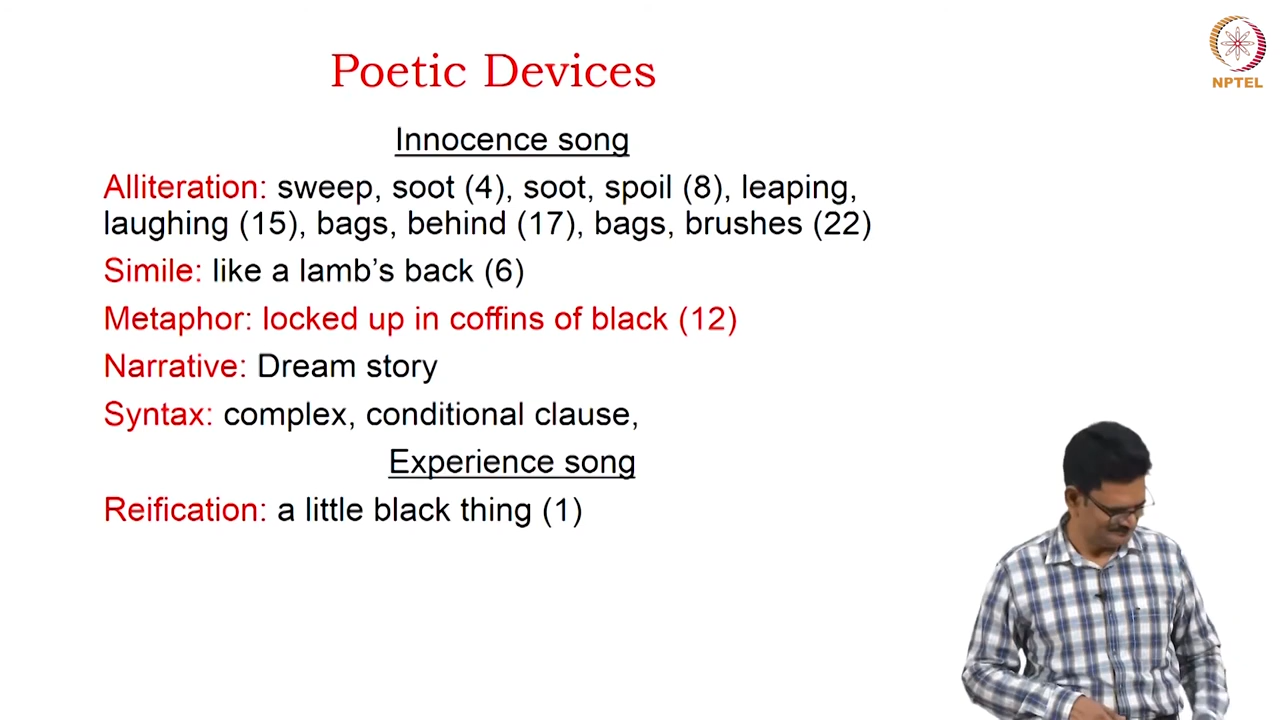 Poetic Devices
NPTEL
Innocence song
Alliteration: sweep, soot (4), soot, spoil (8), leaping,
laughing (15), bags, behind (17), bags, brushes (22)
Simile: like a lamb’s back (6)
Metaphor: locked up in coffins of black (12)
Narrative: Dream story
Syntax: complex, conditional clause,
Experience song
Reification: a little black thing (1)